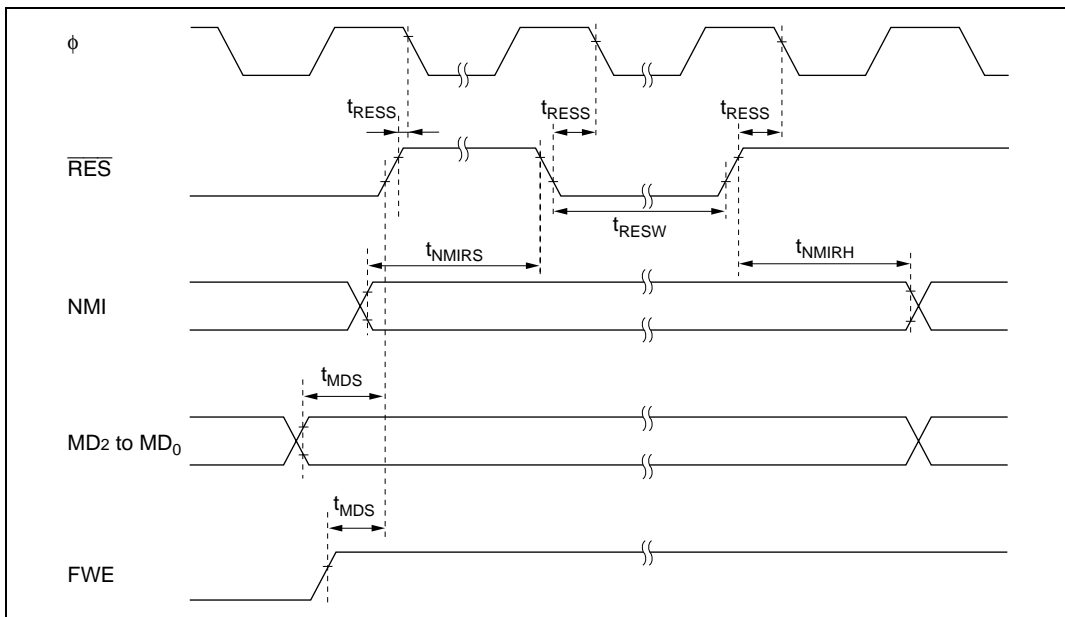 ϕ
tRESS
tRESS
tRESS
RES
tRESW
tNMIRS
tNMIRH
NMI
tMDS
MD2 to MD0
tMDS
FWE